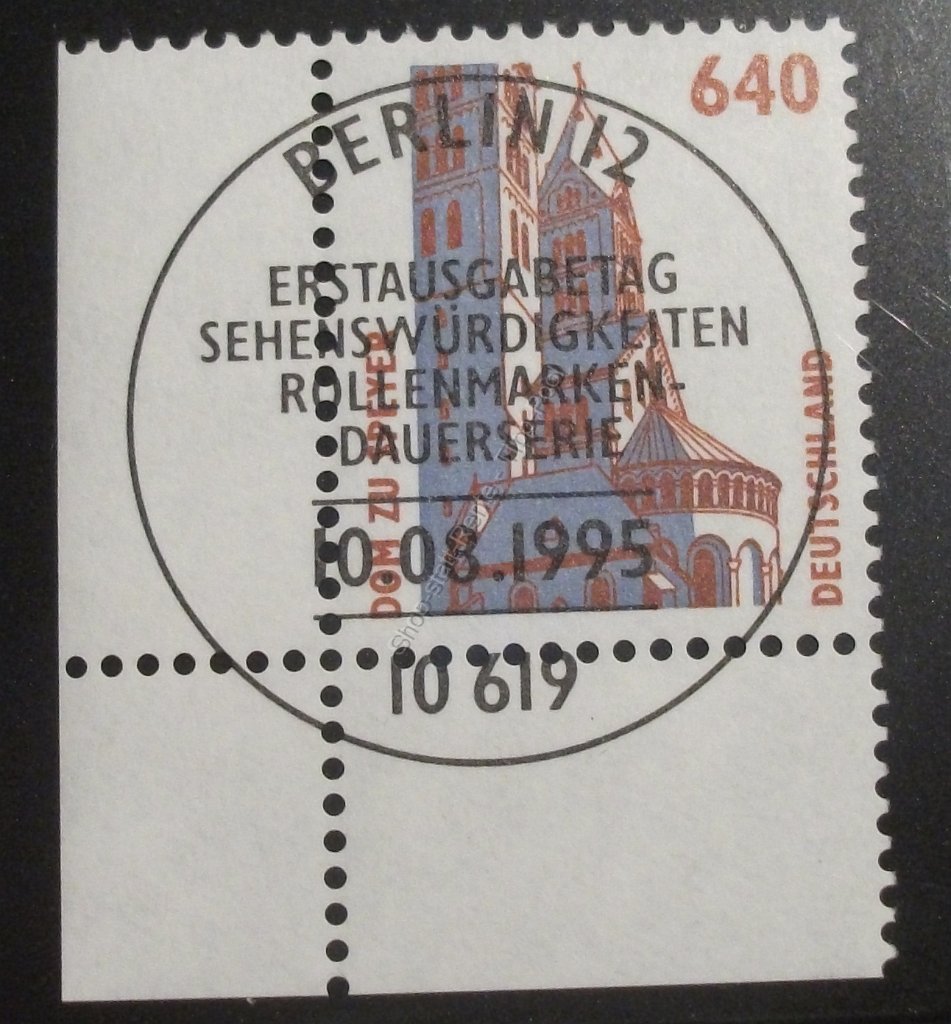 640
BERLIN 12
ERSTAUSGABETAG
SEHENSWÜRDIGKEITEN
ROLLENMARKEN-
DAUERSERIE
10.08.1995
10 619
DOM ZU SPEYER
DEUTSCHLAND